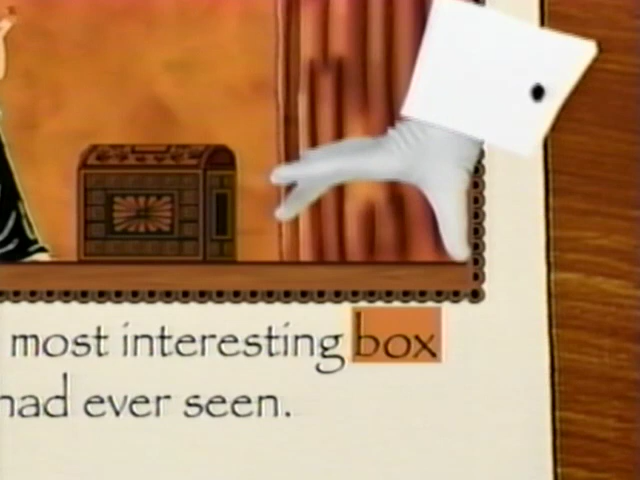 most interesting box
had ever seen.